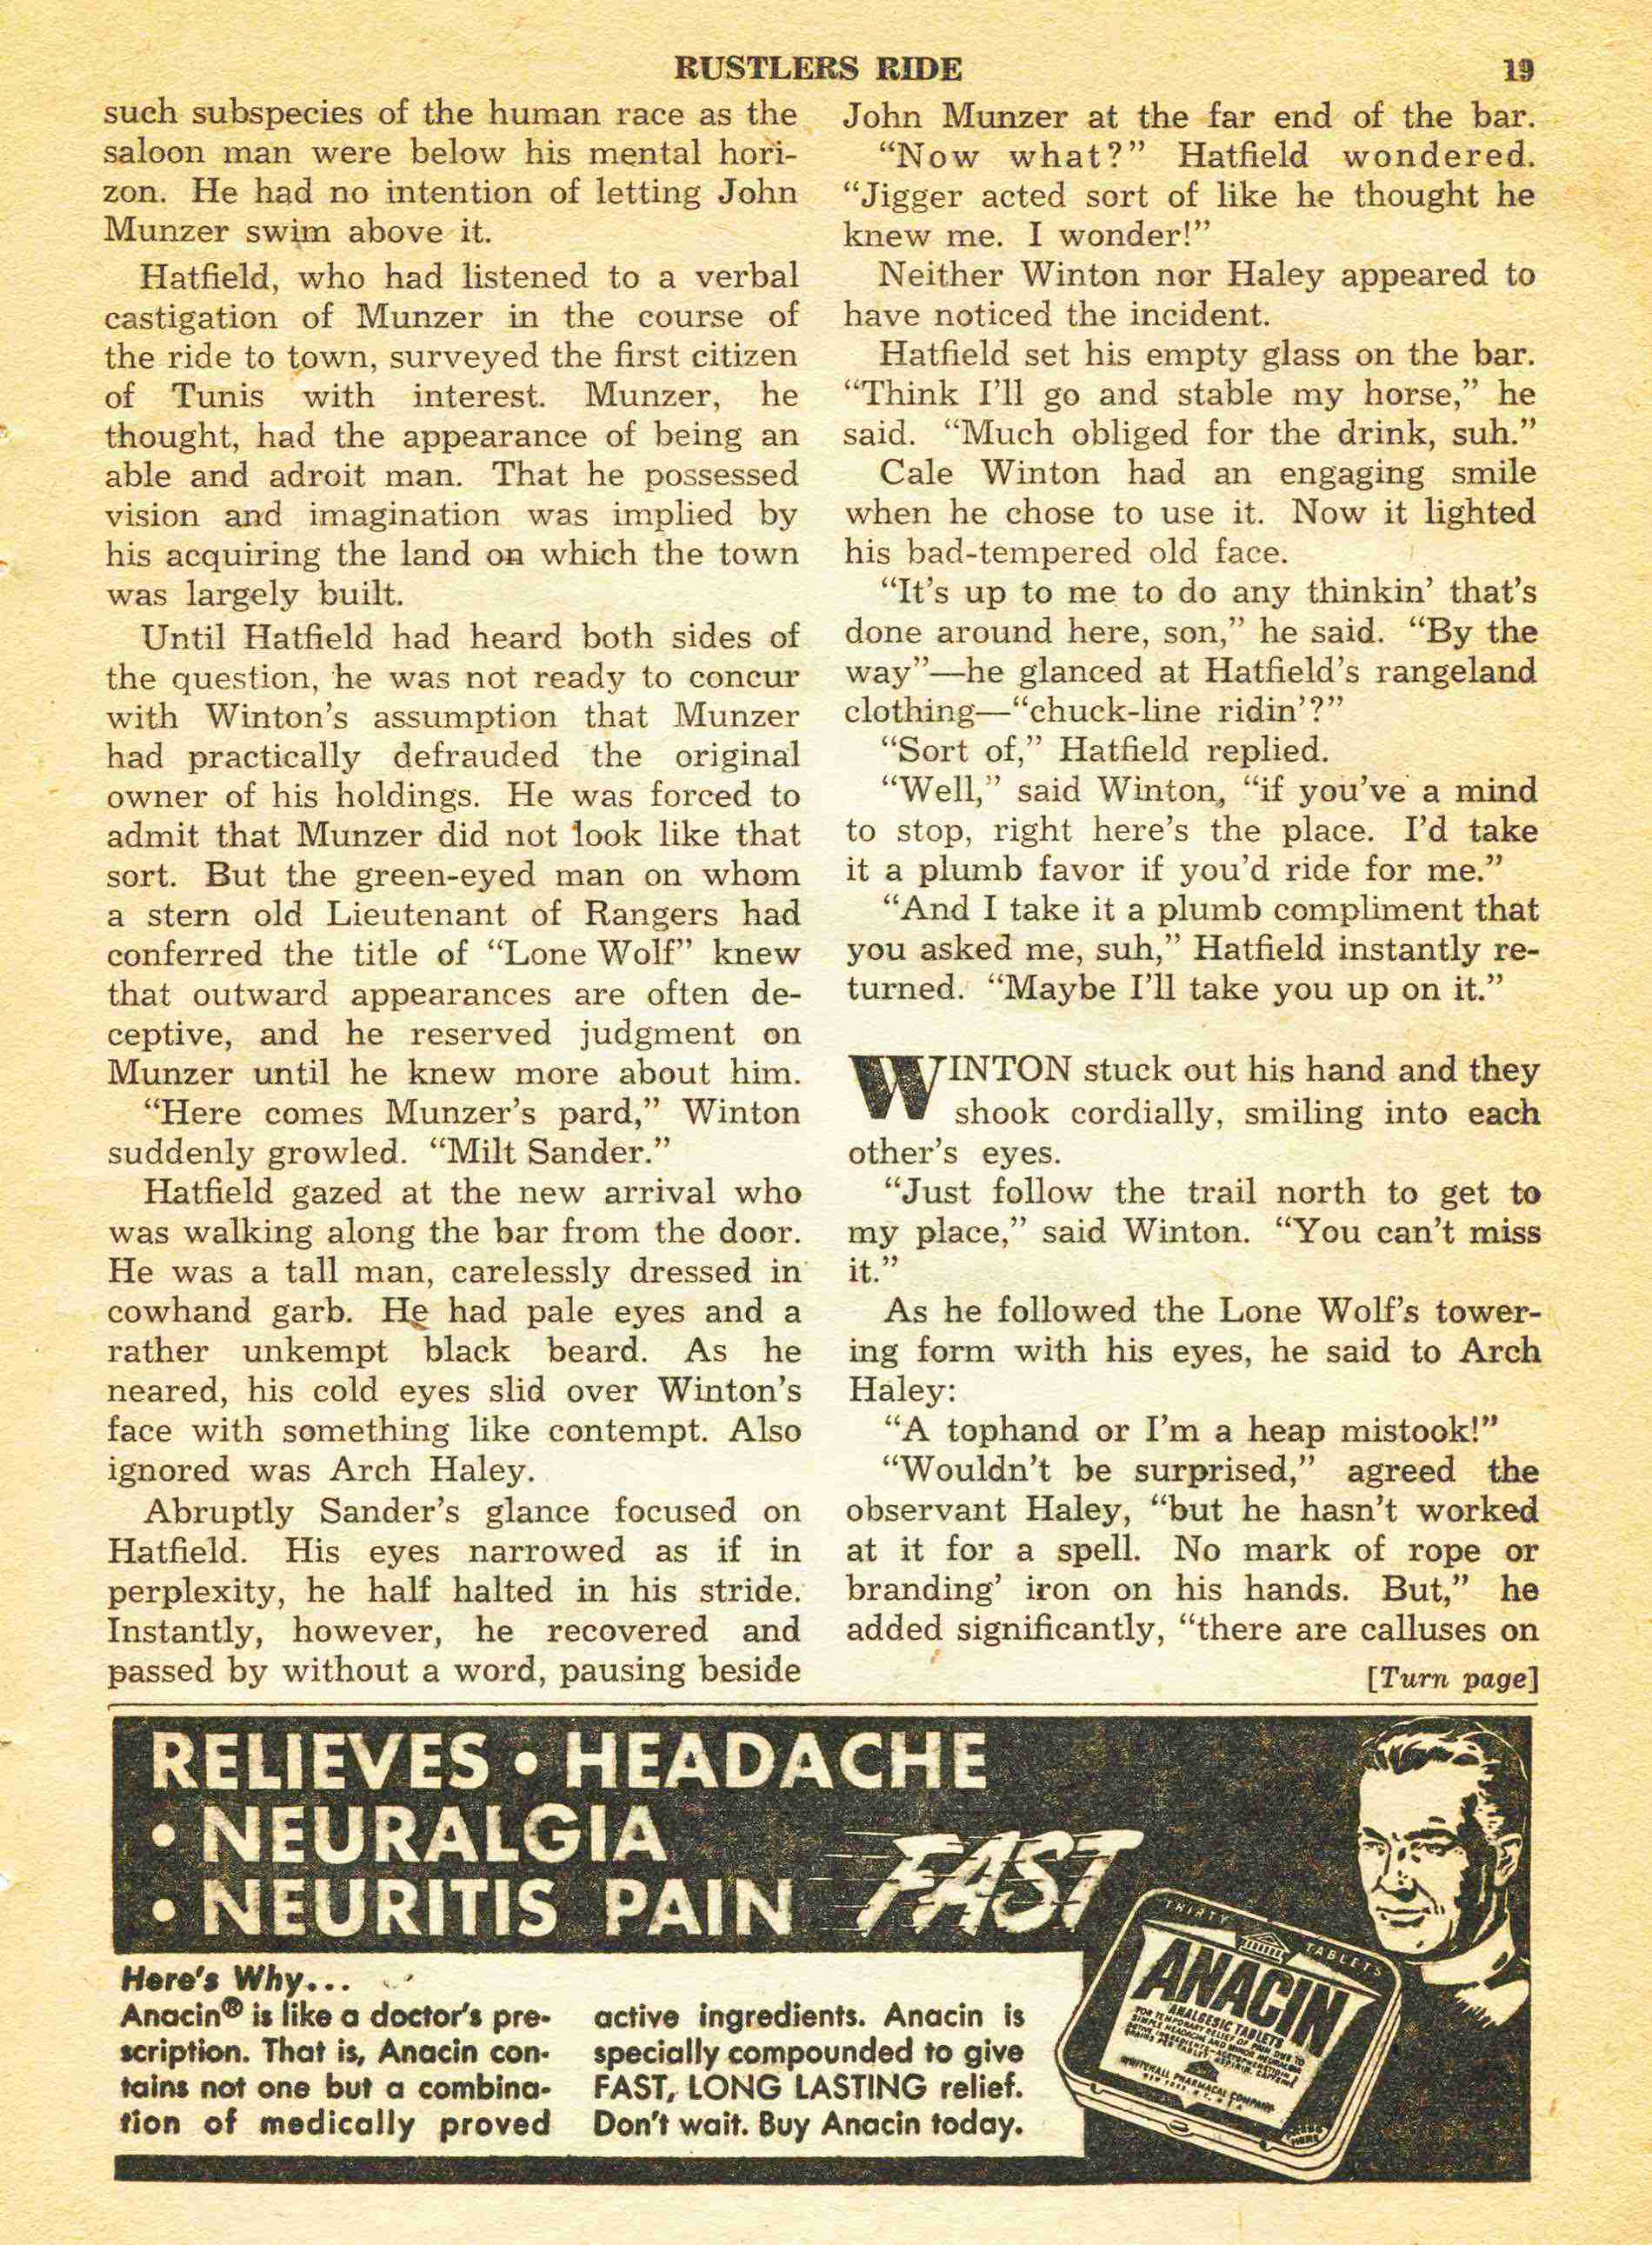 RUSTLERS RIDE 19
such subspecies of the human race as the
saloon man were below his mental hori-
zon. He had no intention of letting John
Munzer swim above it.
Hatfield, who had listened to a verbal
castigation of Munzer in the course of
the ride to town, surveyed the first citizen
of Tunis with interest. Munzer, he
thought, had the appearance of being an
able and adroit man. That he possessed
vision and imagination was implied by
his acquiring the land on which the town
was largely built.
Until Hatfield had heard both sides of
the question, he was not ready to concur
with Winton's assumption that Munzer
had practically defrauded the original
owner of his holdings. He was forced to
admit that Munzer did not look like that
sort. But the green-eyed man on whom
a stern old Lieutenant of Rangers had
conferred the title of “Lone Wolf” knew
that outward appearances are often de-
ceptive, and he reserved judgment on
Munzer until he knew more about him.
“Here comes Munzer's pard,” Winton
suddenly growled. “Milt Sander.”
Hatfield gazed at the new arrival who
was walking along the bar from the door.
He was a tall man, carelessly dressed in
cowhand garb. He had pale eyes and a
rather unkempt black beard. As he
neared, his cold eyes slid over Winton's
face with something like contempt. Also
ignored was Arch Haley.
Abruptly Sander's glance focused on
Hatfield. His eyes narrowed as if in
perplexity, he half halted in his stride.
Instantly, however, he recovered and
passed by without a word, pausing beside
John Munzer at the far end of the bar.
“Now what?” Hatfield wondered.
“Jigger acted sort of like he thought he
knew me. I wonder!”
Neither Winton nor Haley appeared to
have noticed the incident.
Hatfield set his empty glass on the bar.
“Think I'll go and stable my horse,” he
said. “Much obliged for the drink, suh.”
Cale Winton had an engaging smile
when he chose to use it. Now it lighted
his bad-tempered old face.
“It's up to me to do any thinkin' that's
done around here, son,” he said. “By the
way”—he glanced at Hatfield's rangeland
clothing—“chuck-line ridin'?”
“Sort of,” Hatfield replied.
“Well,” said Winton, “if you've a mind
to stop, right here's the place. I'd take
it a plumb favor if you'd ride for me.”
“And I take it a plumb compliment that
you asked me, suh,” Hatfield instantly re-
turned. “Maybe I'll take you up on it.”
WINTON stuck out his hand and they
shook cordially, smiling into each
other's eyes.
“Just follow the trail north to get to
my place,” said Winton. “You can't miss
it.”
As he followed the Lone Wolf's tower-
ing form with his eyes, he said to Arch
Haley:
“A tophand or I'm a heap mistook!”
“Wouldn't be surprised,” agreed the
observant Haley, “but he hasn't worked
at it for a spell. No mark of rope or
branding' iron on his hands. But,” he
added significantly, “there are calluses on
[Turn page]
RELIEVES • HEADACHE
• NEURALGIA
• NEURITIS PAIN FAST
Here's Why...
Anacin® is like a doctor's pre-
scription. That is, Anacin con-
tains not one but a combina-
tion of medically proved
active ingredients. Anacin is
specially compounded to give
FAST, LONG LASTING relief.
Don't wait. Buy Anacin today.
THIRTY TABLETS
ANACIN
ANALGESIC TABLETS
FOR TEMPORARY RELIEF OF PAIN DUE TO
SIMPLE HEADACHE AND MINOR NEURALGIA
WHITEHALL PHARMACAL COMPANY
NEW YORK, N.Y., U.S.A.